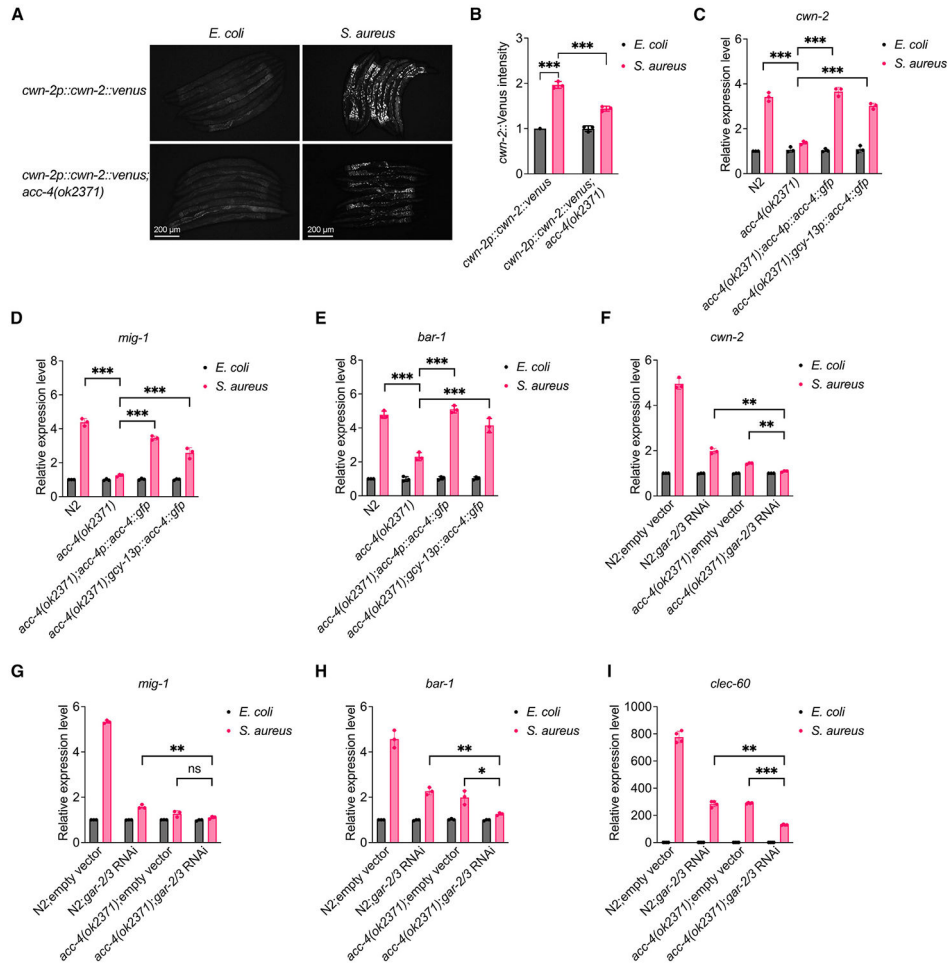 A
E. coli
S. aureus
cwn-2p::cwn-2::venus
cwn-2p::cwn-2::venus;
acc-4(ok2371)
200 μm
200 μm
B
cwn-2::Venus intensity
3
2
1
0
***
***
E. coli
S. aureus
cwn-2p::cwn-2::venus
cwn-2p::cwn-2::venus;
acc-4(ok2371)
C
cwn-2
Relative expression level
6
4
2
0
***
***
***
E. coli
S. aureus
N2
acc-4(ok2371)
acc-4(ok2371);acc-4p::acc-4::gfp
acc-4(ok2371);gcy-13p::acc-4::gfp
D
mig-1
Relative expression level
8
6
4
2
0
***
***
***
E. coli
S. aureus
N2
acc-4(ok2371)
acc-4(ok2371);acc-4p::acc-4::gfp
acc-4(ok2371);gcy-13p::acc-4::gfp
E
bar-1
Relative expression level
8
6
4
2
0
***
***
***
E. coli
S. aureus
N2
acc-4(ok2371)
acc-4(ok2371);acc-4p::acc-4::gfp
acc-4(ok2371);gcy-13p::acc-4::gfp
F
cwn-2
Relative expression level
6
4
2
0
**
**
E. coli
S. aureus
N2;empty vector
N2;gar-2/3 RNAi
acc-4(ok2371);empty vector
acc-4(ok2371);gar-2/3 RNAi
G
mig-1
Relative expression level
6
4
2
0
**
ns
E. coli
S. aureus
N2;empty vector
N2;gar-2/3 RNAi
acc-4(ok2371);empty vector
acc-4(ok2371);gar-2/3 RNAi
H
bar-1
Relative expression level
6
4
2
0
**
*
E. coli
S. aureus
N2;empty vector
N2;gar-2/3 RNAi
acc-4(ok2371);empty vector
acc-4(ok2371);gar-2/3 RNAi
I
clec-60
Relative expression level
1000
800
600
400
200
0
**
***
E. coli
S. aureus
N2;empty vector
N2;gar-2/3 RNAi
acc-4(ok2371);empty vector
acc-4(ok2371);gar-2/3 RNAi